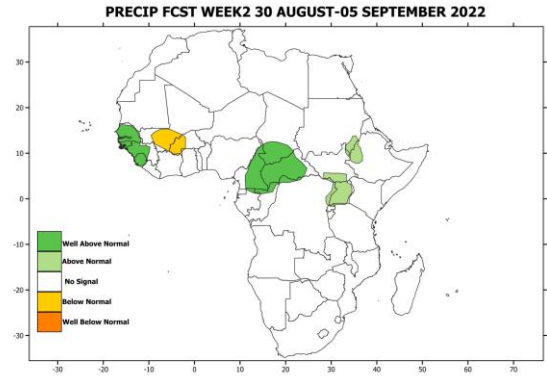 PRECIP FCST WEEK2 30 AUGUST-05 SEPTEMBER 2022
30
20
10
0
-10
-20
-30
Well Above Normal
Above Normal
No Signal
Below Normal
Well Below Normal
-30 -20 -10 0 10 20 30 40 50 60 70